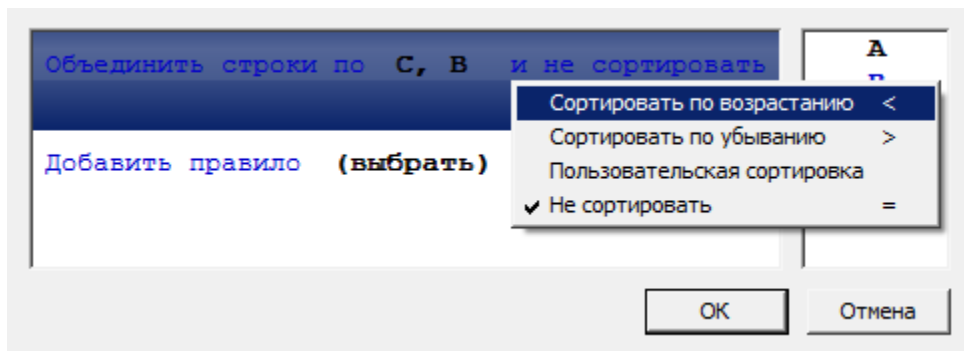 Объединить строки по C, B и не сортировать
A
Сортировать по возрастанию <
Сортировать по убыванию >
Пользовательская сортировка
Не сортировать =
Добавить правило (выбрать)
OK
Отмена